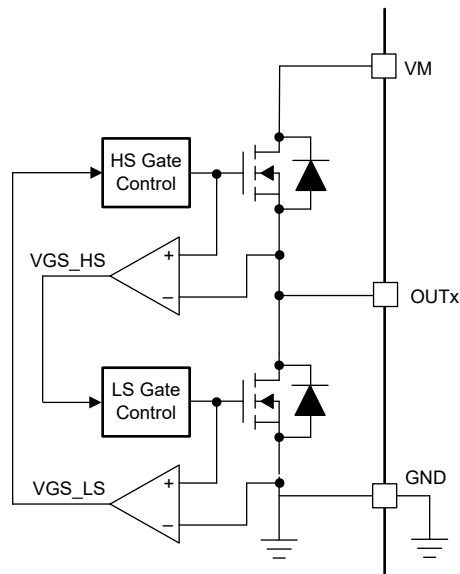 VM
HS Gate
Control
VGS_HS
+
−
OUTx
LS Gate
Control
GND
VGS_LS
+
−